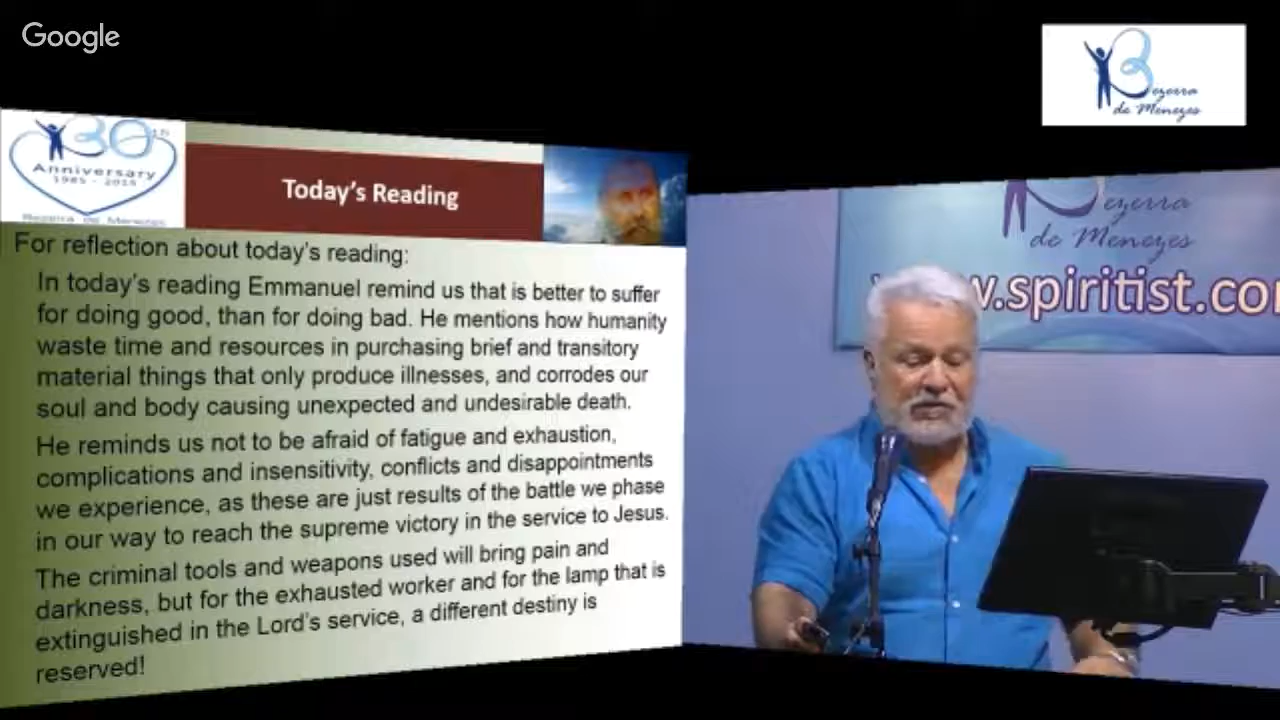 Google
Bezerra
de Menezes
30th
Anniversary
1985 - 2015
Bezerra de Menezes
Today's Reading
For reflection about today's reading:
In today's reading Emmanuel remind us that is better to suffer
for doing good, than for doing bad. He mentions how humanity
waste time and resources in purchasing brief and transitory
material things that only produce illnesses, and corrodes our
soul and body causing unexpected and undesirable death.
He reminds us not to be afraid of fatigue and exhaustion,
complications and insensitivity, conflicts and disappointments
we experience, as these are just results of the battle we phase
in our way to reach the supreme victory in the service to Jesus.
The criminal tools and weapons used will bring pain and
darkness, but for the exhausted worker and for the lamp that is
extinguished in the Lord's service, a different destiny is
reserved!
Bezerra
de Menezes
w.spiritist.co